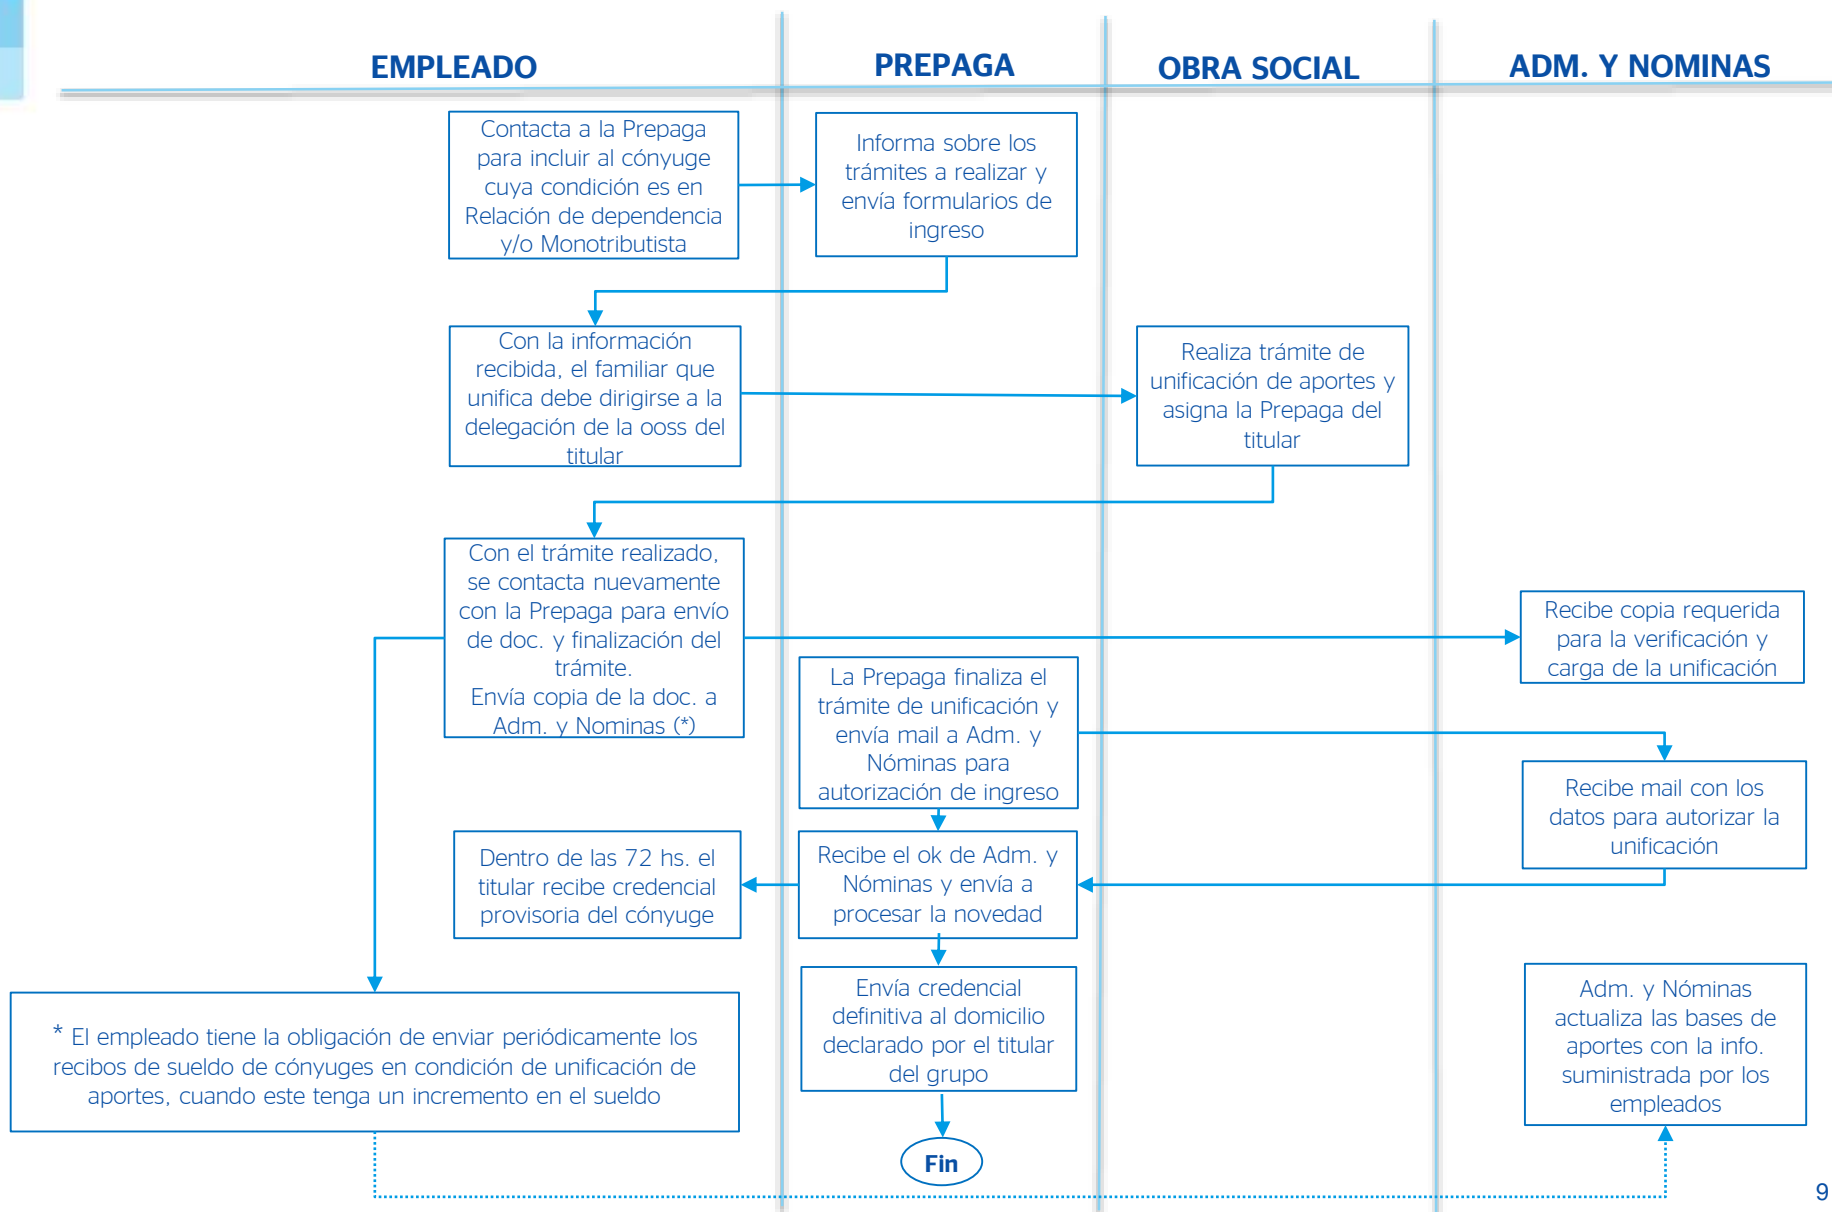 EMPLEADO
PREPAGA
OBRA SOCIAL
ADM. Y NOMINAS
Contacta a la Prepaga
para incluir al cónyuge
cuya condición es en
Relación de dependencia
y/o Monotributista
Informa sobre los
trámites a realizar y
envía formularios de
ingreso
Con la información
recibida, el familiar que
unifica debe dirigirse a la
delegación de la ooss del
titular
Realiza trámite de
unificación de aportes y
asigna la Prepaga del
titular
Con el trámite realizado,
se contacta nuevamente
con la Prepaga para envío
de doc. y finalización del
trámite.
Envía copia de la doc. a
Adm. y Nominas (*)
Recibe copia requerida
para la verificación y
carga de la unificación
La Prepaga finaliza el
trámite de unificación y
envía mail a Adm. y
Nóminas para
autorización de ingreso
Recibe mail con los
datos para autorizar la
unificación
Dentro de las 72 hs. el
titular recibe credencial
provisoria del cónyuge
Recibe el ok de Adm. y
Nóminas y envía a
procesar la novedad
Envía credencial
definitiva al domicilio
declarado por el titular
del grupo
Adm. y Nóminas
actualiza las bases de
aportes con la info.
suministrada por los
empleados
* El empleado tiene la obligación de enviar periódicamente los
recibos de sueldo de cónyuges en condición de unificación de
aportes, cuando este tenga un incremento en el sueldo
Fin
9